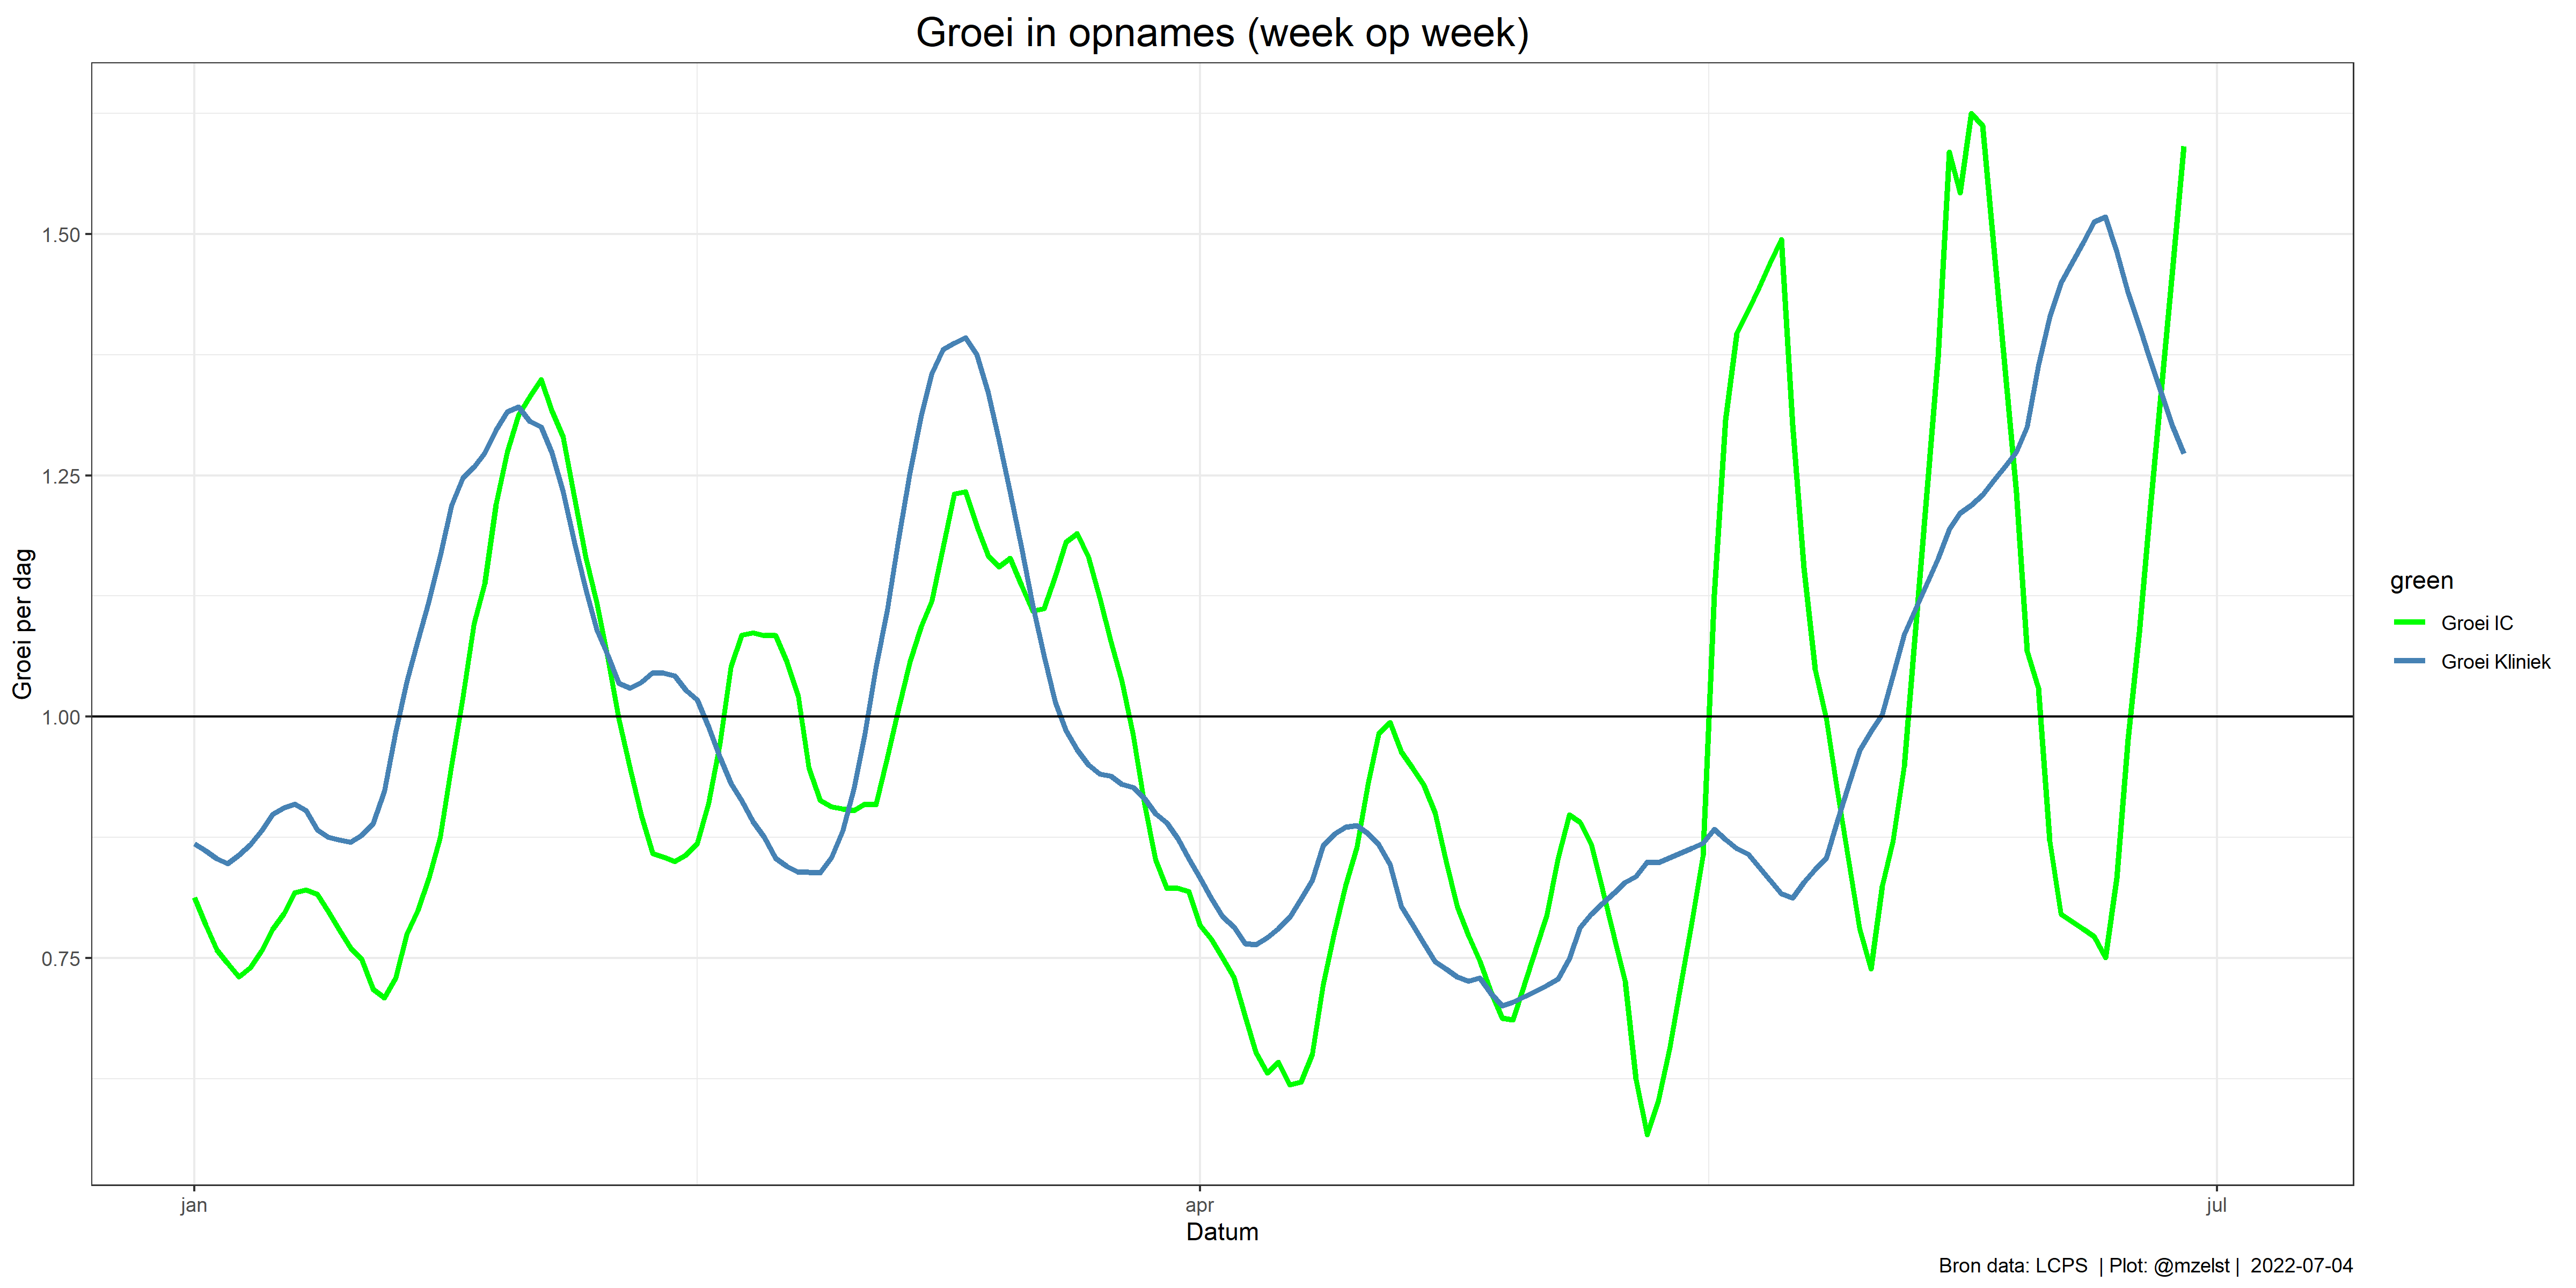 Groei in opnames (week op week)
Groei per dag
1.50
1.25
1.00
0.75
jan
apr
jul
Datum
green
Groei IC
Groei Kliniek
Bron data: LCPS | Plot: @mzelst | 2022-07-04